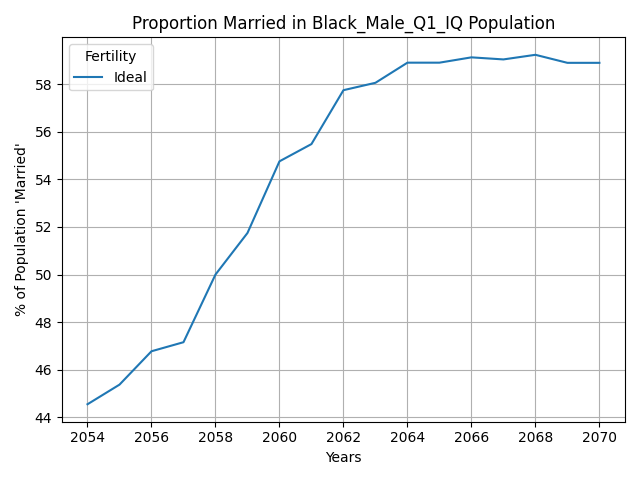 Proportion Married in Black_Male_Q1_IQ Population
Fertility
Ideal
% of Population 'Married'
58
56
54
52
50
48
46
44
2054 2056 2058 2060 2062 2064 2066 2068 2070
Years